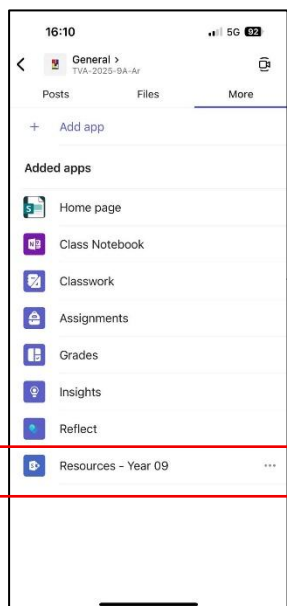 16:10
5G 92
General >
TVA-2025-9A-Ar
Posts Files More
+ Add app
Added apps
Home page
Class Notebook
Classwork
Assignments
Grades
Insights
Reflect
Resources - Year 09 ...